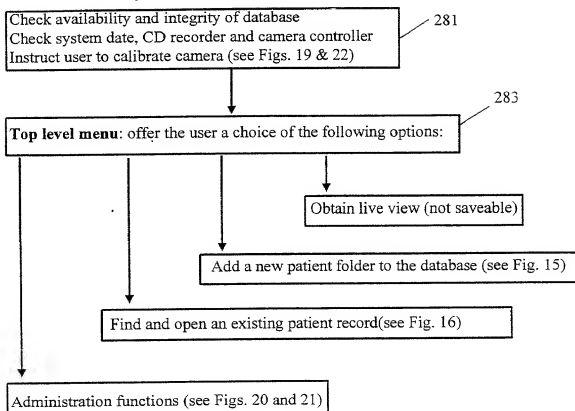 Check availability and integrity of database
Check system date, CD recorder and camera controller
Instruct user to calibrate camera (see Figs. 19 & 22)
281
283
Top level menu: offer the user a choice of the following options:
Obtain live view (not saveable)
Add a new patient folder to the database (see Fig. 15)
Find and open an existing patient record(see Fig. 16)
Administration functions (see Figs. 20 and 21)